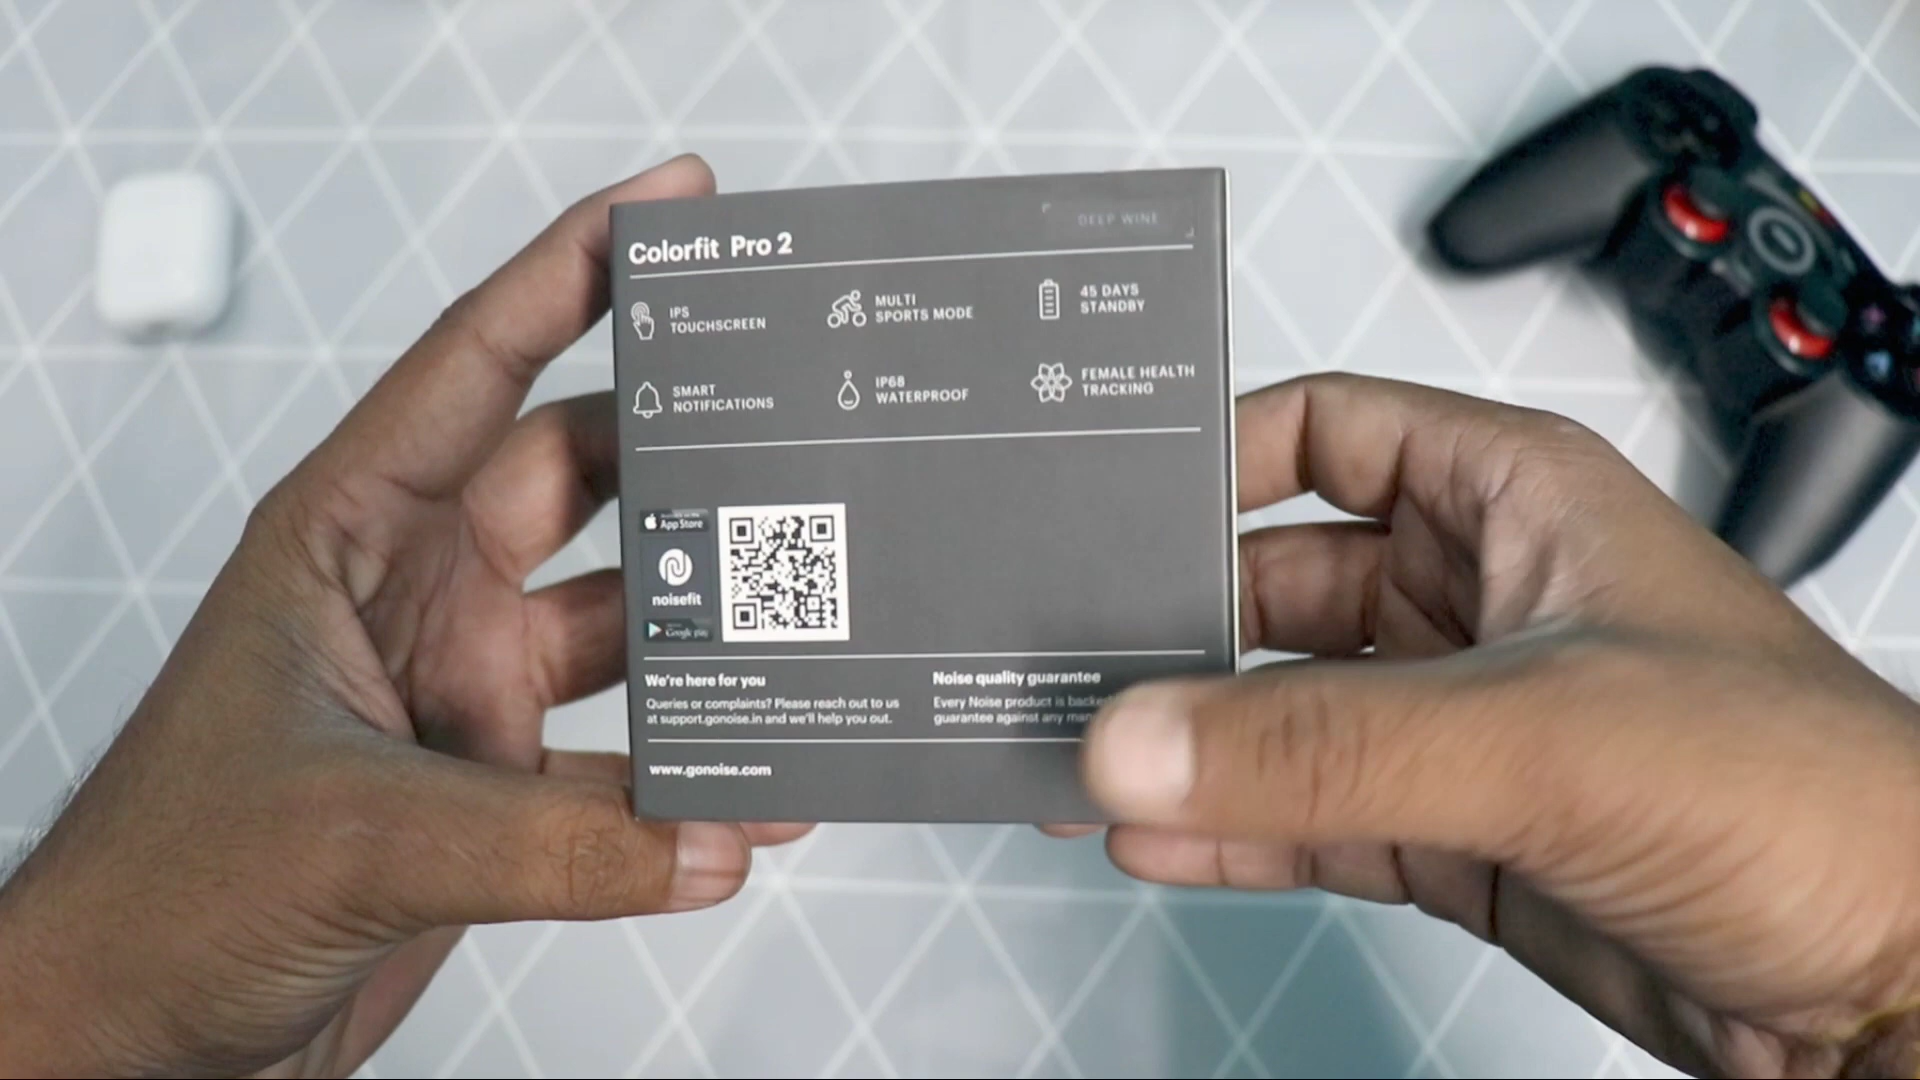 DEEP WINE
Colorfit Pro 2
IPS
TOUCHSCREEN
MULTI
SPORTS MODE
45 DAYS
STANDBY
SMART
NOTIFICATIONS
IP68
WATERPROOF
FEMALE HEALTH
TRACKING
App Store
noisefit
Google play
We're here for you
Queries or complaints? Please reach out to us
at support.gonoise.in and we'll help you out.
Noise quality guarantee
Every Noise product is backed
guarantee against any
www.gonoise.com